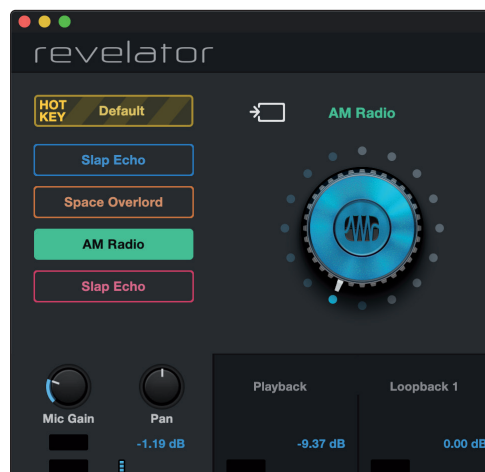 revelator
HOT KEY Default
AM Radio
Slap Echo
Space Overlord
AM Radio
Slap Echo
Mic Gain
Pan
Playback
Loopback 1
-1.19 dB
-9.37 dB
0.00 dB